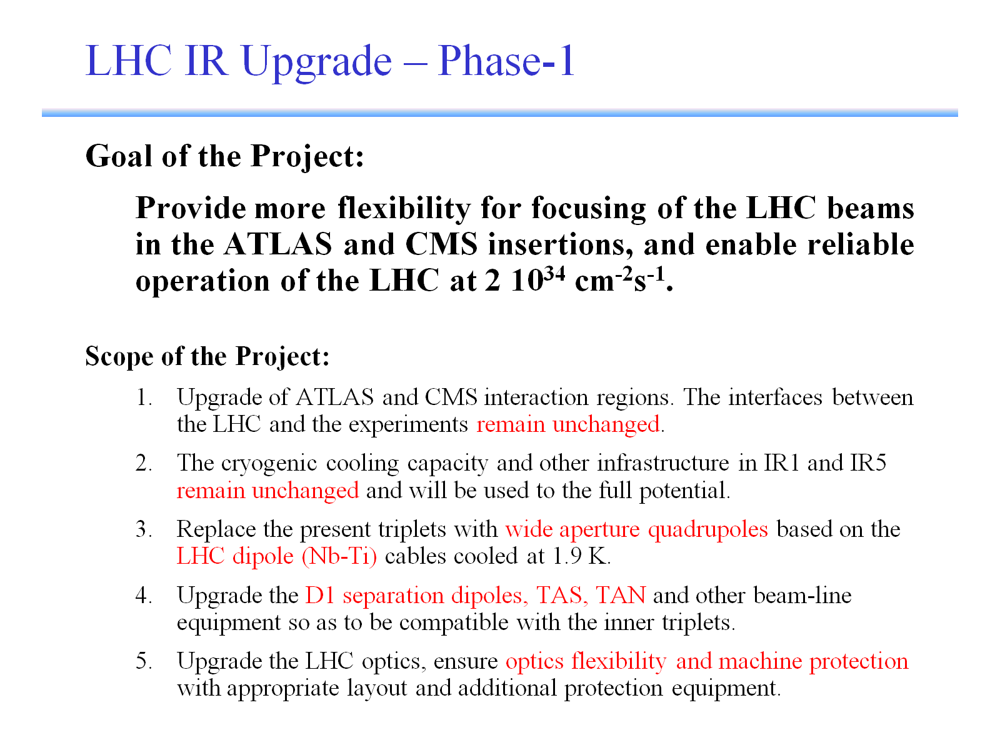 LHC IR Upgrade – Phase-1
Goal of the Project:
Provide more flexibility for focusing of the LHC beams
in the ATLAS and CMS insertions, and enable reliable
operation of the LHC at 2 10³⁴ cm⁻²s⁻¹.
Scope of the Project:
1. Upgrade of ATLAS and CMS interaction regions. The interfaces between
the LHC and the experiments remain unchanged.
2. The cryogenic cooling capacity and other infrastructure in IR1 and IR5
remain unchanged and will be used to the full potential.
3. Replace the present triplets with wide aperture quadrupoles based on the
LHC dipole (Nb-Ti) cables cooled at 1.9 K.
4. Upgrade the D1 separation dipoles, TAS, TAN and other beam-line
equipment so as to be compatible with the inner triplets.
5. Upgrade the LHC optics, ensure optics flexibility and machine protection
with appropriate layout and additional protection equipment.